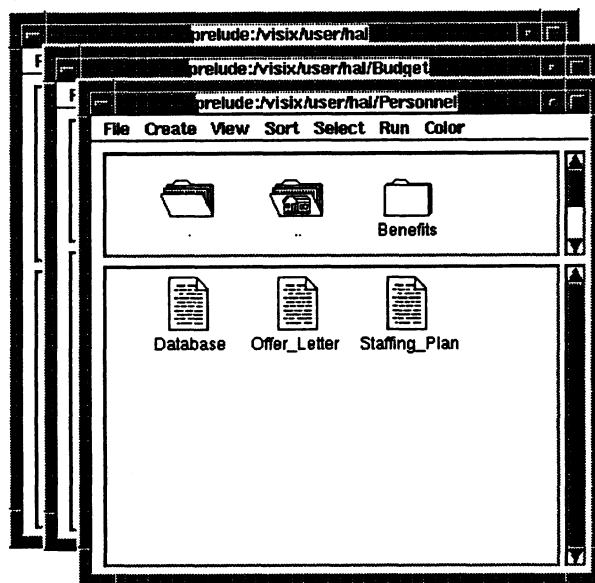 prelude:/visix/user/hal
F
prelude:/visix/user/hal/Budget
F
prelude:/visix/user/hal/Personnel
File Create View Sort Select Run Color
. .. Benefits
Database Offer_Letter Staffing_Plan